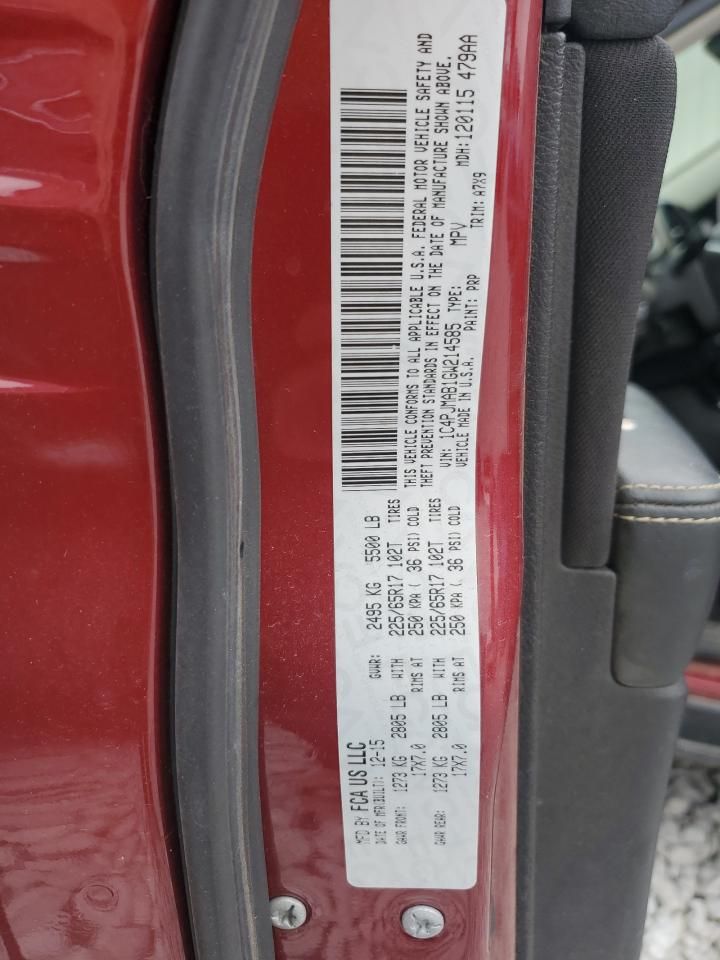 MFD BY FCA US LLC
DATE OF MFR(BUILT): 12-15 GVWR: 2495 KG 5500 LB
GAWR FRONT: 1273 KG 2805 LB WITH 225/65R17 102T TIRES
17X7.0 RIMS AT 250 KPA ( 36 PSI) COLD
GAWR REAR: 1273 KG 2805 LB WITH 225/65R17 102T TIRES
17X7.0 RIMS AT 250 KPA ( 36 PSI) COLD
THIS VEHICLE CONFORMS TO ALL APPLICABLE U.S.A. FEDERAL MOTOR VEHICLE SAFETY AND
THEFT PREVENTION STANDARDS IN EFFECT ON THE DATE OF MANUFACTURE SHOWN ABOVE.
VIN: 1C4PJMAB1GW214585 TYPE: MPV MDH: 120115 479AA
VEHICLE MADE IN U.S.A. PAINT: PRP TRIM: A7X9